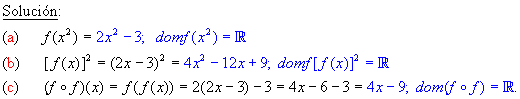 Solución:
(a) f(x²) = 2x² − 3; domf(x²) = ℝ
(b) [f(x)]² = (2x − 3)² = 4x² − 12x + 9; domf[f(x)]² = ℝ
(c) (f ∘ f)(x) = f(f(x)) = 2(2x − 3) − 3 = 4x − 6 − 3 = 4x − 9; dom(f ∘ f) = ℝ.